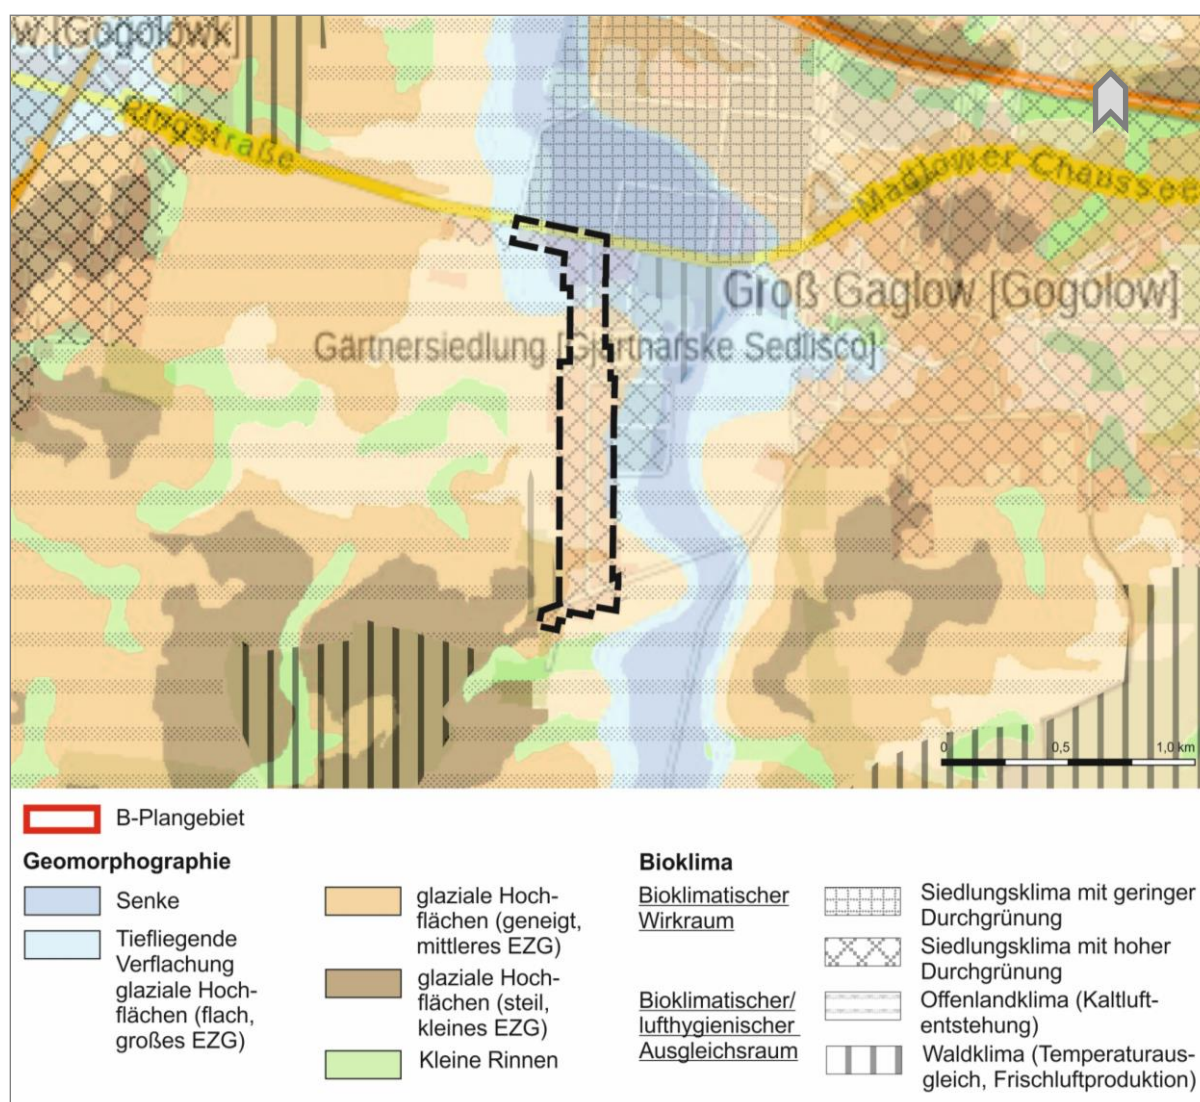 w [Gogolowk]
Ringstraße
Madlower Chaussee
Groß Gaglow [Gogolow]
Gärtnersiedlung [Gjartnaŕske Sedlišćo]
0 0,5 1,0 km
B-Plangebiet
Geomorphographie
Senke
Tiefliegende
Verflachung
glaziale Hoch-
flächen (flach,
großes EZG)
glaziale Hoch-
flächen (geneigt,
mittleres EZG)
glaziale Hoch-
flächen (steil,
kleines EZG)
Kleine Rinnen
Bioklima
Bioklimatischer
Wirkraum
Siedlungsklima mit geringer
Durchgrünung
Siedlungsklima mit hoher
Durchgrünung
Bioklimatischer/
lufthygienischer
Ausgleichsraum
Offenlandklima (Kaltluft-
entstehung)
Waldklima (Temperaturaus-
gleich, Frischluftproduktion)